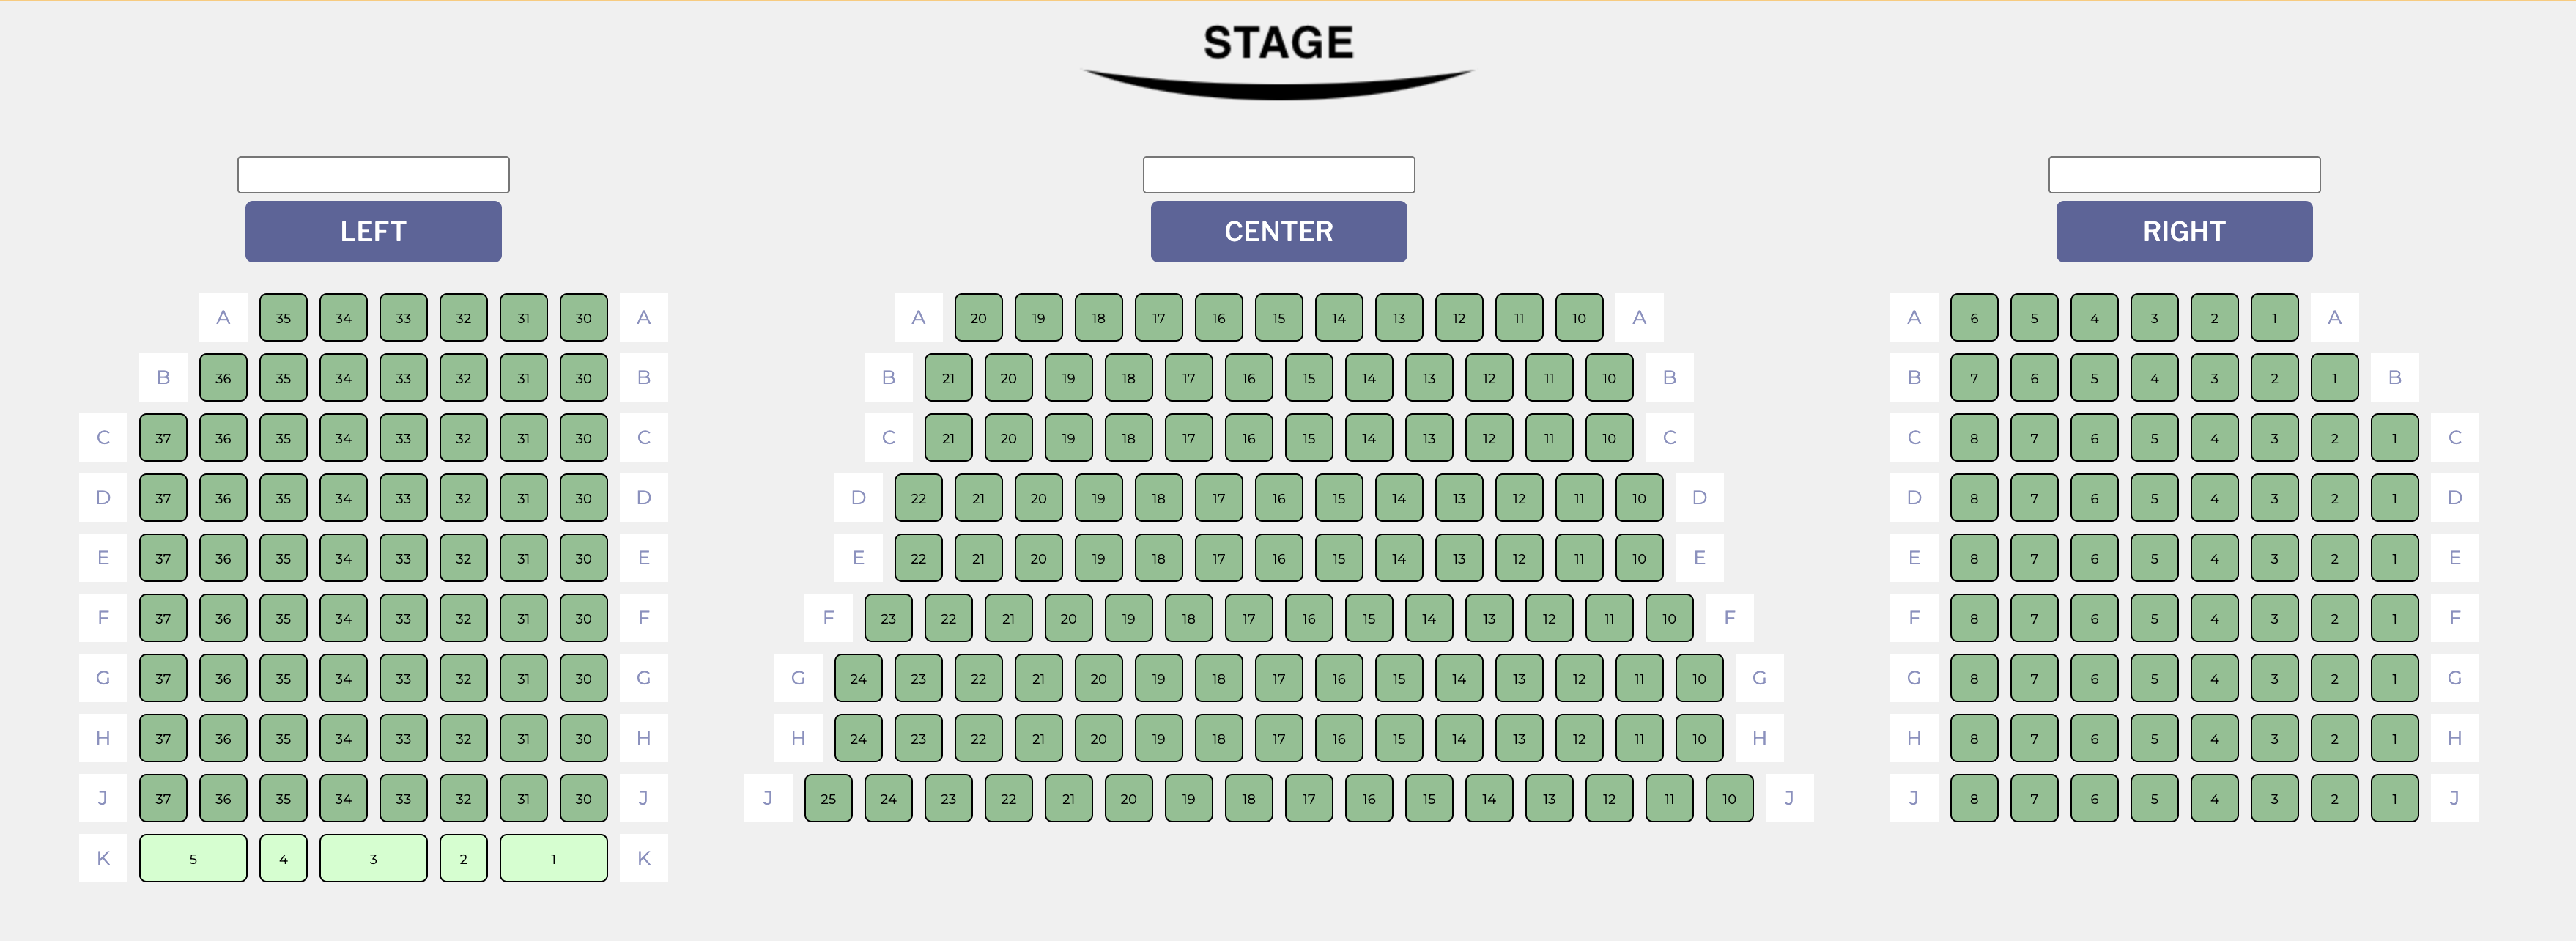 STAGE
LEFT CENTER RIGHT
A 35 34 33 32 31 30 A A 20 19 18 17 16 15 14 13 12 11 10 A A 6 5 4 3 2 1 A
B 36 35 34 33 32 31 30 B B 21 20 19 18 17 16 15 14 13 12 11 10 B B 7 6 5 4 3 2 1 B
C 37 36 35 34 33 32 31 30 C C 21 20 19 18 17 16 15 14 13 12 11 10 C C 8 7 6 5 4 3 2 1 C
D 37 36 35 34 33 32 31 30 D D 22 21 20 19 18 17 16 15 14 13 12 11 10 D D 8 7 6 5 4 3 2 1 D
E 37 36 35 34 33 32 31 30 E E 22 21 20 19 18 17 16 15 14 13 12 11 10 E E 8 7 6 5 4 3 2 1 E
F 37 36 35 34 33 32 31 30 F F 23 22 21 20 19 18 17 16 15 14 13 12 11 10 F F 8 7 6 5 4 3 2 1 F
G 37 36 35 34 33 32 31 30 G G 24 23 22 21 20 19 18 17 16 15 14 13 12 11 10 G G 8 7 6 5 4 3 2 1 G
H 37 36 35 34 33 32 31 30 H H 24 23 22 21 20 19 18 17 16 15 14 13 12 11 10 H H 8 7 6 5 4 3 2 1 H
J 37 36 35 34 33 32 31 30 J J 25 24 23 22 21 20 19 18 17 16 15 14 13 12 11 10 J J 8 7 6 5 4 3 2 1 J
K 5 4 3 2 1 K